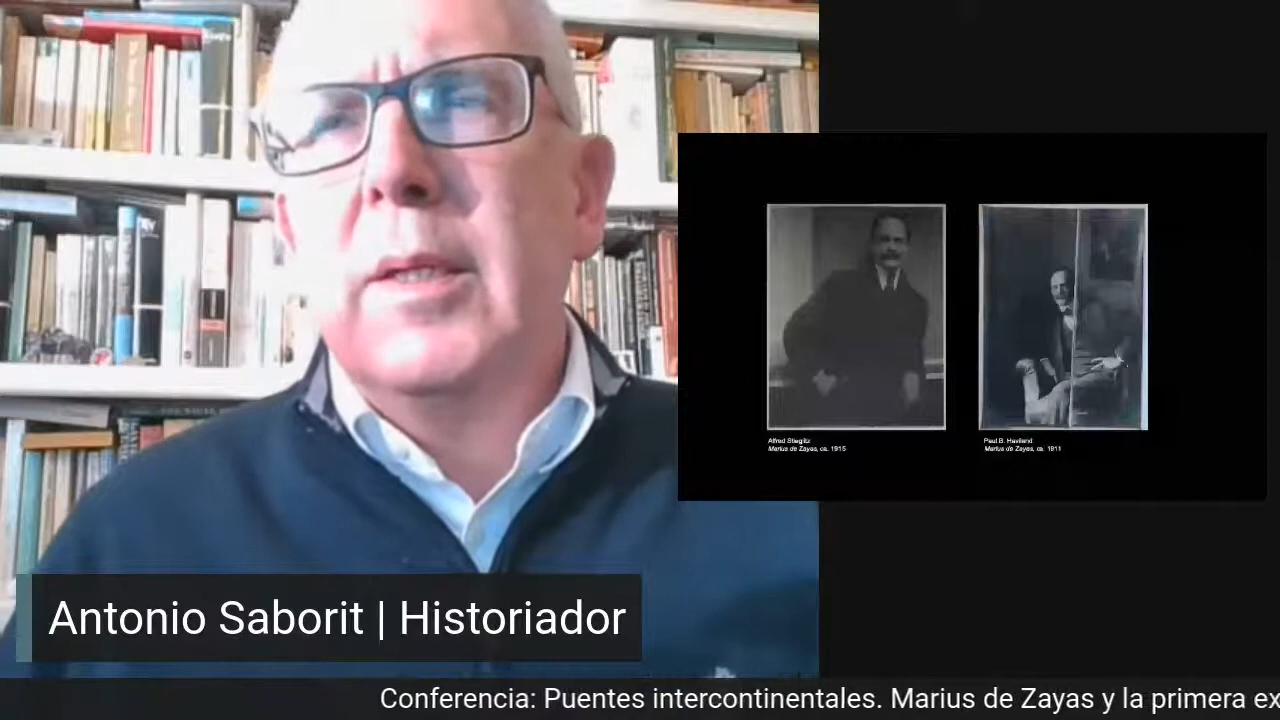 Alfred Stieglitz
Marius de Zayas, ca. 1915
Paul B. Haviland
Marius de Zayas, ca. 1911
Antonio Saborit | Historiador
Conferencia: Puentes intercontinentales. Marius de Zayas y la primera ex